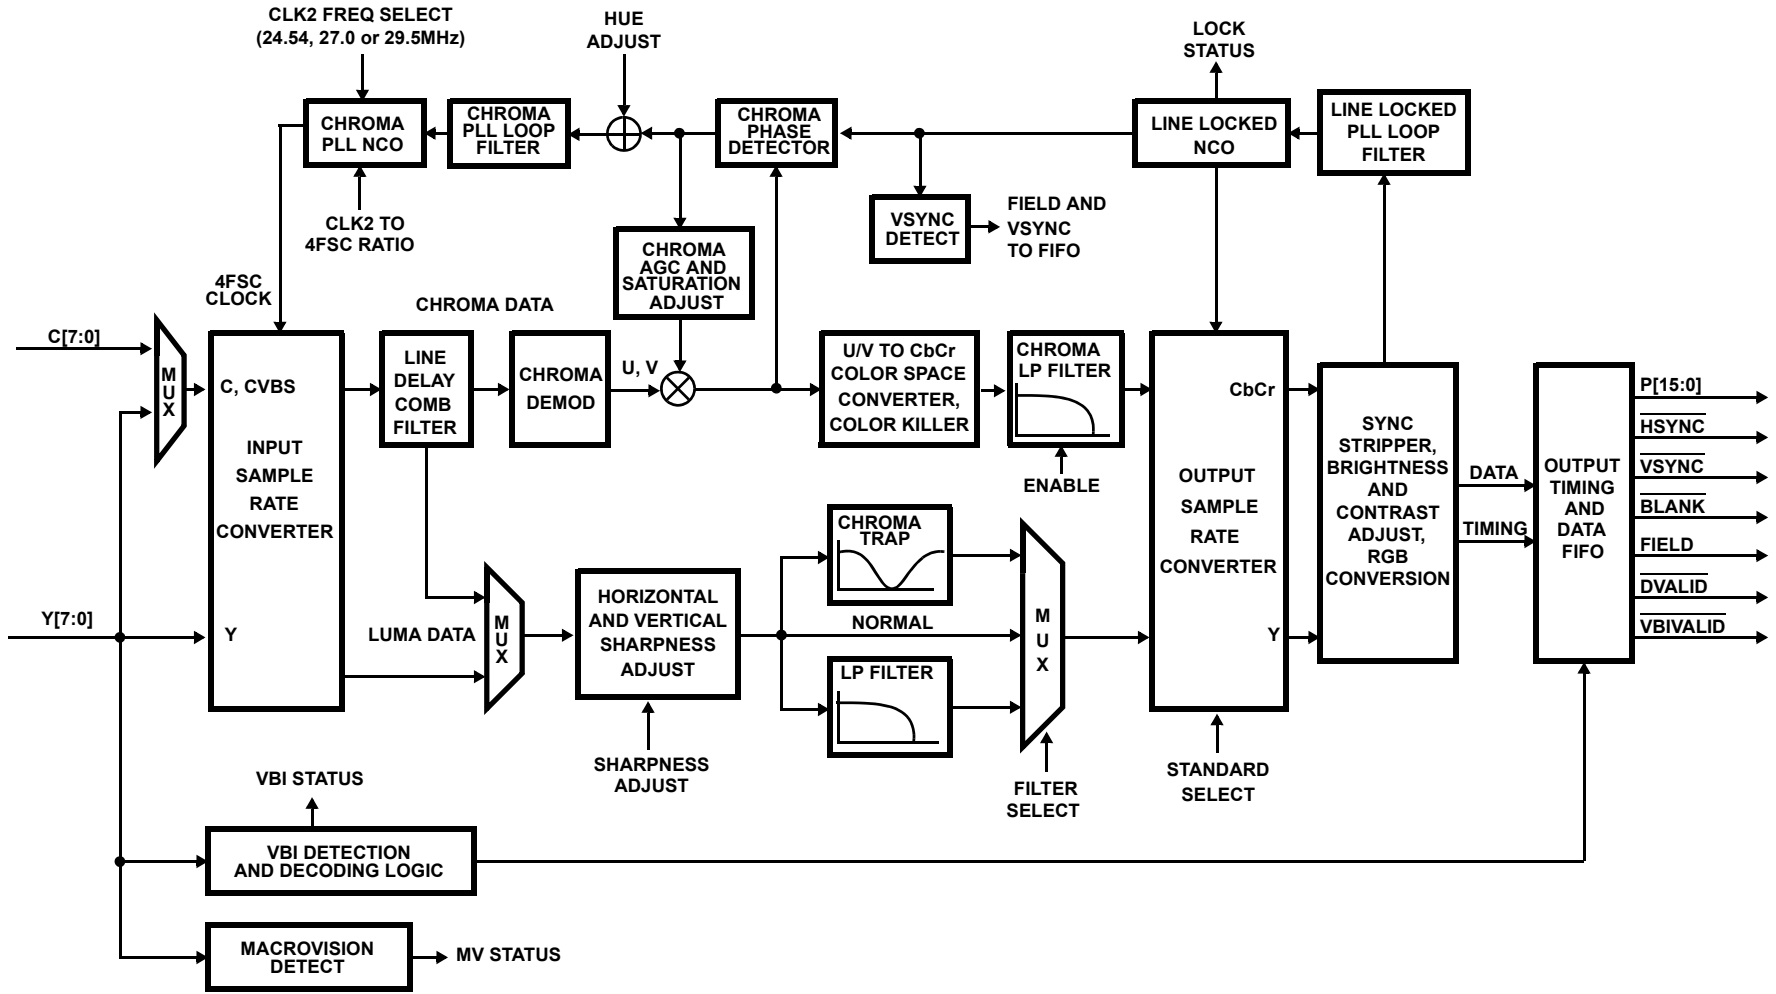 CLK2 FREQ SELECT
(24.54, 27.0 or 29.5MHz)
HUE
ADJUST
LOCK
STATUS
CHROMA
PLL NCO
CHROMA
PLL LOOP
FILTER
CHROMA
PHASE
DETECTOR
LINE LOCKED
NCO
LINE LOCKED
PLL LOOP
FILTER
CLK2 TO
4FSC RATIO
VSYNC
DETECT
FIELD AND
VSYNC
TO FIFO
CHROMA
AGC AND
SATURATION
ADJUST
4FSC
CLOCK
CHROMA DATA
C[7:0]
MUX
C, CVBS
INPUT
SAMPLE
RATE
CONVERTER
Y
LINE
DELAY
COMB
FILTER
CHROMA
DEMOD
U, V
U/V TO CbCr
COLOR SPACE
CONVERTER,
COLOR KILLER
CHROMA
LP FILTER
ENABLE
CbCr
OUTPUT
SAMPLE
RATE
CONVERTER
Y
SYNC
STRIPPER,
BRIGHTNESS
AND
CONTRAST
ADJUST,
RGB
CONVERSION
DATA
TIMING
OUTPUT
TIMING
AND
DATA
FIFO
P[15:0]
HSYNC
VSYNC
BLANK
FIELD
DVALID
VBIVALID
Y[7:0]
LUMA DATA
MUX
HORIZONTAL
AND VERTICAL
SHARPNESS
ADJUST
SHARPNESS
ADJUST
CHROMA
TRAP
NORMAL
LP FILTER
MUX
FILTER
SELECT
STANDARD
SELECT
VBI STATUS
VBI DETECTION
AND DECODING LOGIC
MACROVISION
DETECT
MV STATUS